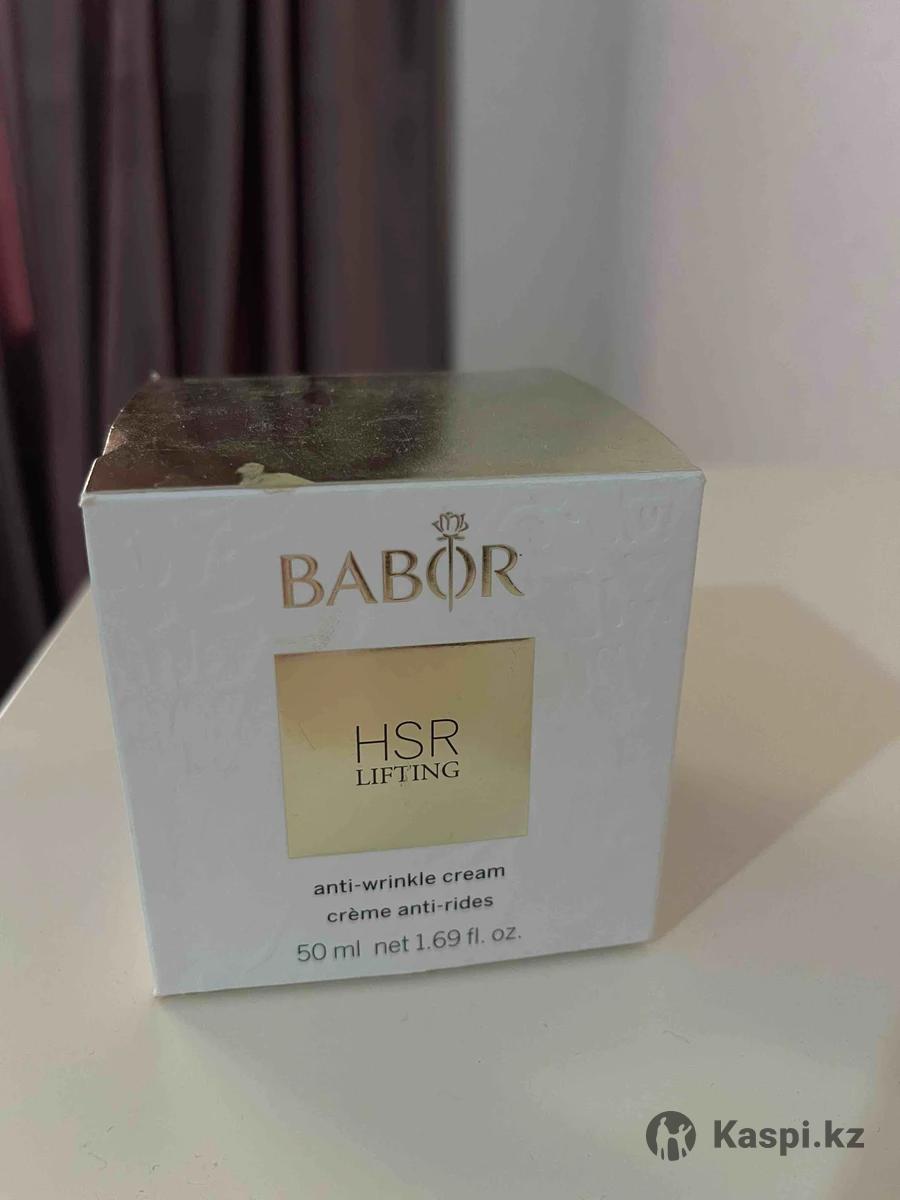 BABOR
HSR
LIFTING
anti-wrinkle cream
crème anti-rides
50 ml net 1.69 fl. oz.
Kaspi.kz